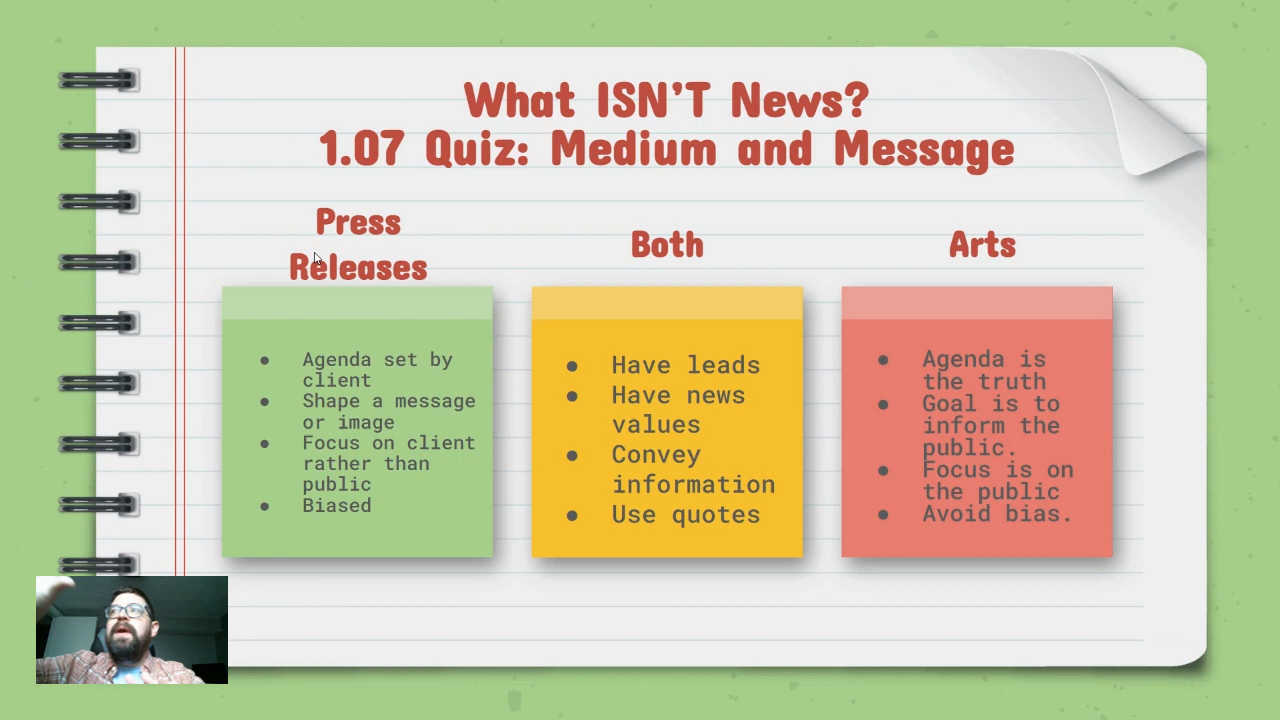 What ISN'T News?
1.07 Quiz: Medium and Message
Press
Releases
Agenda set by
client
Shape a message
or image
Focus on client
rather than
public
Biased
Both
Have leads
Have news
values
Convey
information
Use quotes
Arts
Agenda is
the truth
Goal is to
inform the
public.
Focus is on
the public
Avoid bias.